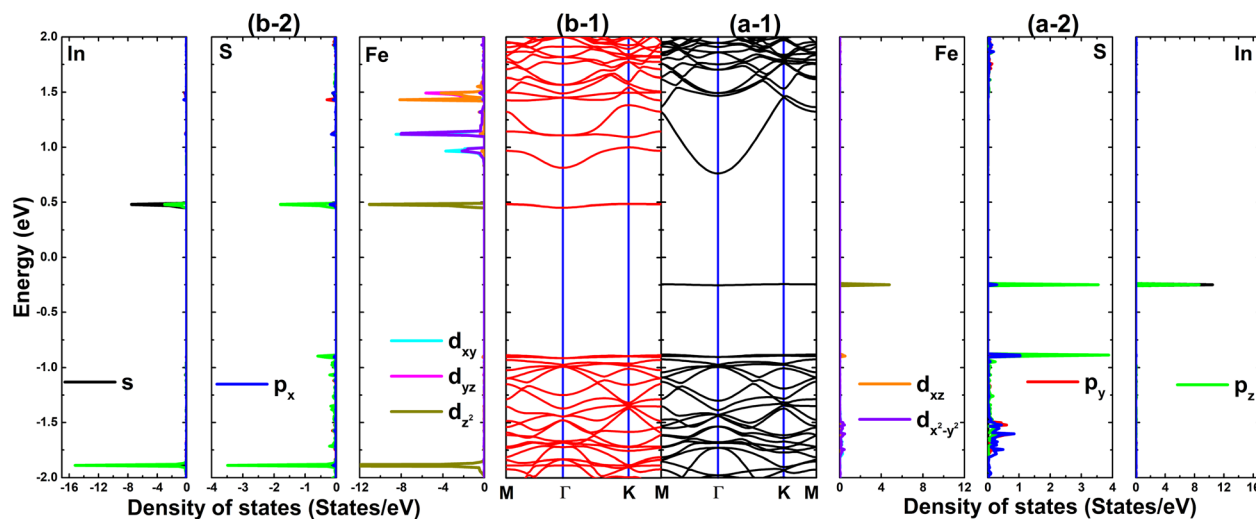 (b-2) (b-1) (a-1) (a-2)
In S Fe Fe S In
Energy (eV)
2.0
1.5
1.0
0.5
0.0
-0.5
-1.0
-1.5
-2.0
s
p_x
d_xy
d_yz
d_z²
d_xz
d_x²-y²
p_y
p_z
-16 -12 -8 -4 0
-4 -3 -2 -1 0
-12 -8 -4 0
M Γ K M Γ K M
0 4 8 12
0 1 2 3 4
0 4 8 12 16
Density of states (States/eV) Density of states (States/eV)